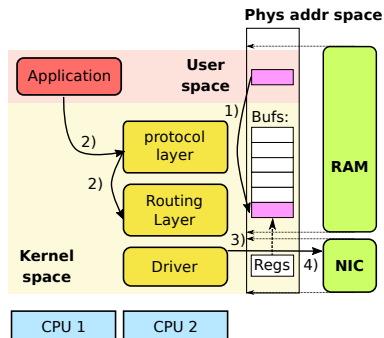 Phys addr space
Application
User
space
1)
2)
Bufs:
protocol
layer
2)
RAM
Routing
Layer
3)
Kernel
space
Driver
Regs
4)
NIC
CPU 1
CPU 2